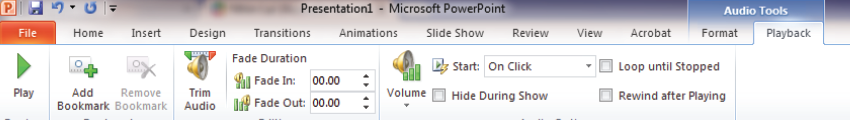 Presentation1 - Microsoft PowerPoint
Audio Tools
File Home Insert Design Transitions Animations Slide Show Review View Acrobat Format Playback
Play
Add Bookmark
Remove Bookmark
Trim Audio
Fade Duration
Fade In: 00.00
Fade Out: 00.00
Volume
Start: On Click
Hide During Show
Loop until Stopped
Rewind after Playing